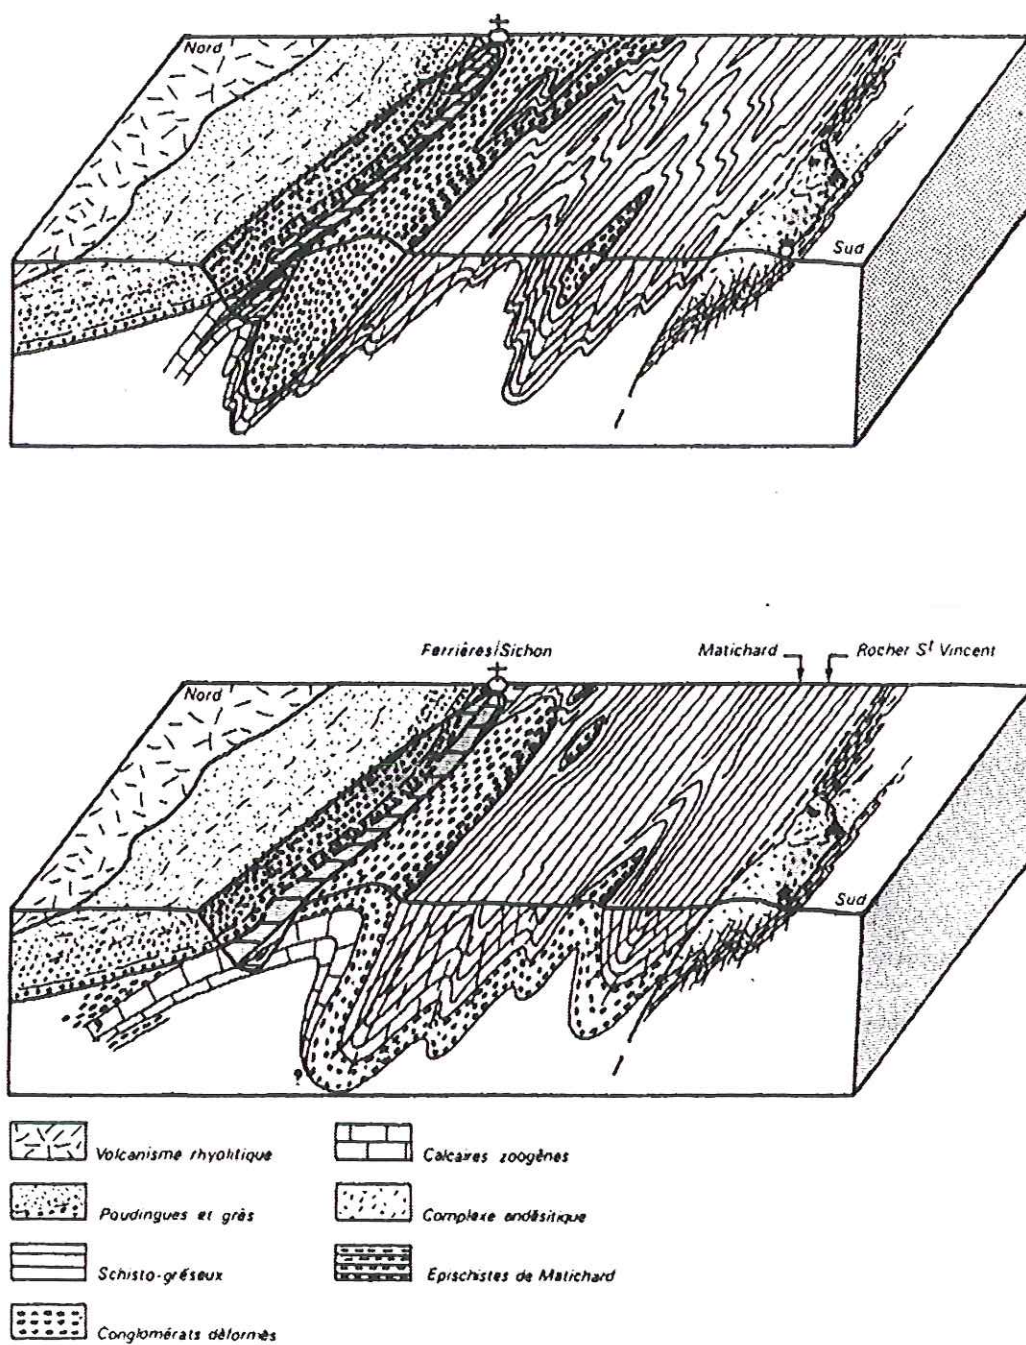 Nord
Sud
Ferrières/Sichon
Matichard
Rocher St Vincent
Nord
Sud
Volcanisme rhyolitique
Calcaires zoogènes
Poudingues et grès
Complexe andèsitique
Schisto-gréseux
Epischistes de Matichard
Conglomérats déformés